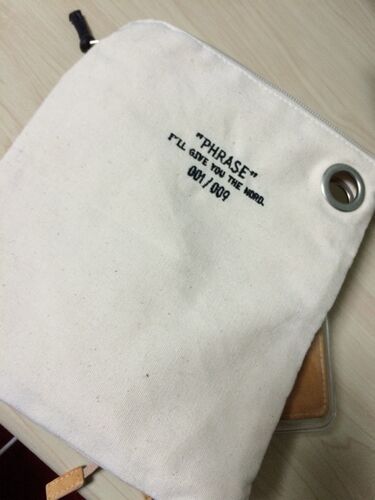 "PHRASE"
I'LL GIVE YOU THE WORD.
001/009